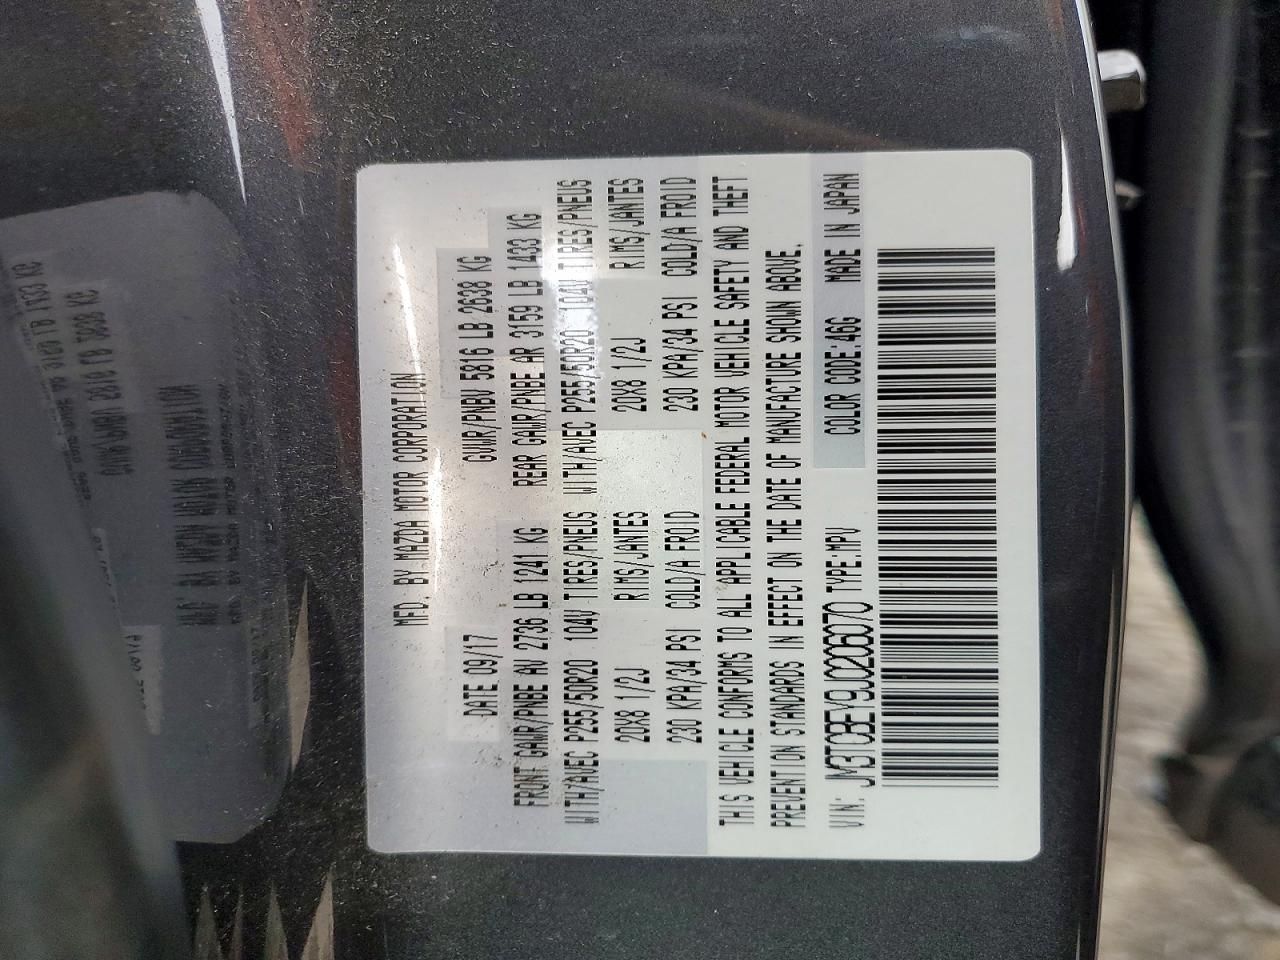 MFD. BY MAZDA MOTOR CORPORATION
DATE 09/17 GVWR/PNBV 5816 LB 2638 KG
FRONT GAWR/PNBE AV 2736 LB 1241 KG REAR GAWR/PNBE AR 3159 LB 1433 KG
WITH/AVEC P255/50R20 104V TIRES/PNEUS WITH/AVEC P255/50R20 104V TIRES/PNEUS
20X8 1/2J RIMS/JANTES 20X8 1/2J RIMS/JANTES
230 KPA/34 PSI COLD/A FROID 230 KPA/34 PSI COLD/A FROID
THIS VEHICLE CONFORMS TO ALL APPLICABLE FEDERAL MOTOR VEHICLE SAFETY AND THEFT
PREVENTION STANDARDS IN EFFECT ON THE DATE OF MANUFACTURE SHOWN ABOVE.
VIN: JM3TCBEY9J0206070 TYPE:MPV COLOR CODE:46G MADE IN JAPAN